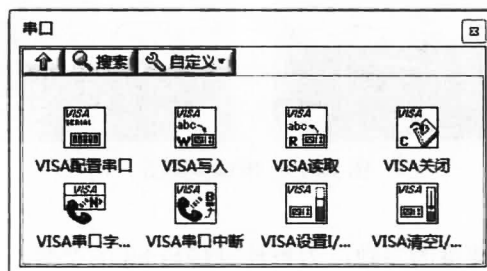 串口
搜索 自定义
VISA SERIAL VISA abc W VISA abc R VISA C
VISA配置串口 VISA写入 VISA读取 VISA关闭
VISA N VISA VISA VISA
VISA串口字... VISA串口中断 VISA设置I/... VISA清空I/...